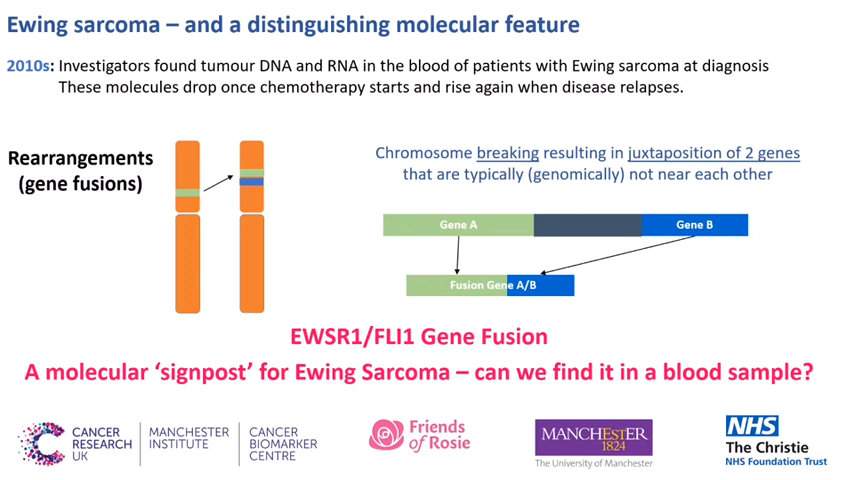 Ewing sarcoma – and a distinguishing molecular feature
2010s: Investigators found tumour DNA and RNA in the blood of patients with Ewing sarcoma at diagnosis
These molecules drop once chemotherapy starts and rise again when disease relapses.
Rearrangements
(gene fusions)
Chromosome breaking resulting in juxtaposition of 2 genes
that are typically (genomically) not near each other
Gene A
Gene B
Fusion Gene A/B
EWSR1/FLI1 Gene Fusion
A molecular ‘signpost’ for Ewing Sarcoma – can we find it in a blood sample?
CANCER
RESEARCH
UK
MANCHESTER
INSTITUTE
CANCER
BIOMARKER
CENTRE
Friends
of Rosie
MANCHESTER
1824
The University of Manchester
NHS
The Christie
NHS Foundation Trust